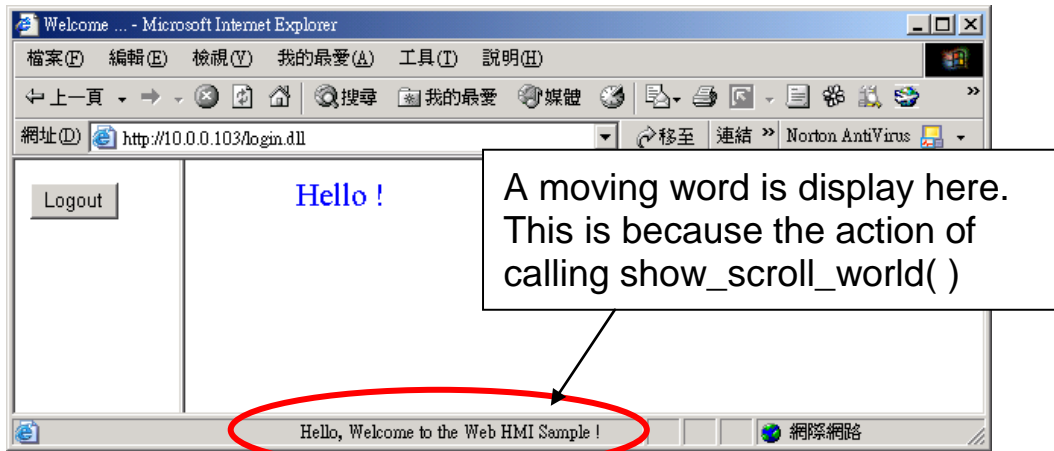 Welcome ... - Microsoft Internet Explorer
檔案(F) 編輯(E) 檢視(V) 我的最愛(A) 工具(T) 說明(H)
上一頁 搜尋 我的最愛 媒體 »
網址(D) http://10.0.0.103/login.dll 移至 連結 » Norton AntiVirus
Logout
Hello !
A moving word is display here.
This is because the action of
calling show_scroll_world( )
Hello, Welcome to the Web HMI Sample !
網際網路